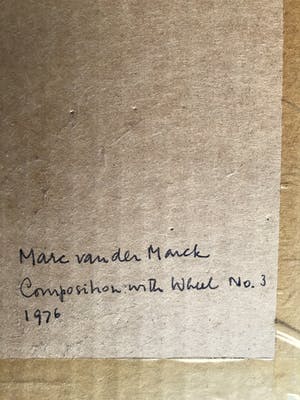 Marc van der Marck
Composition with Wheel No. 3
1976